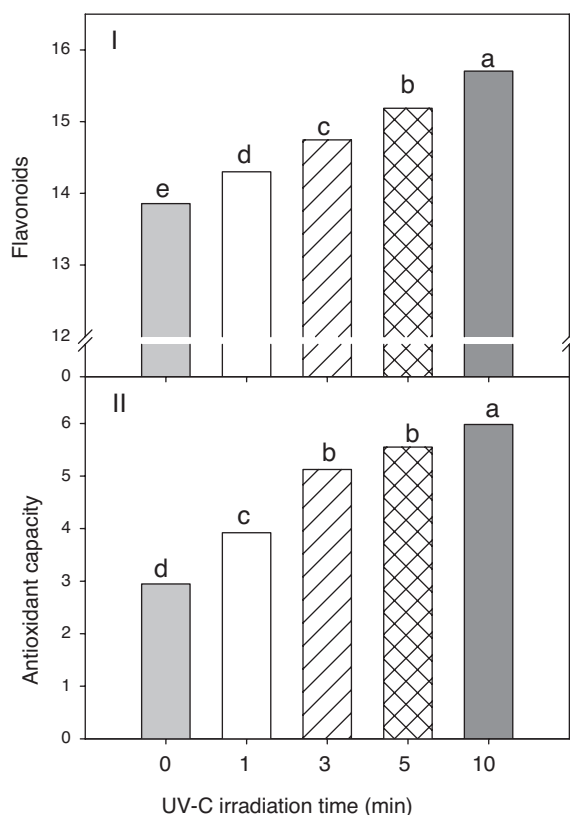 I
16
15
14
13
12
0
Flavonoids
e
d
c
b
a
II
6
5
4
3
2
1
0
Antioxidant capacity
d
c
b
b
a
0 1 3 5 10
UV-C irradiation time (min)